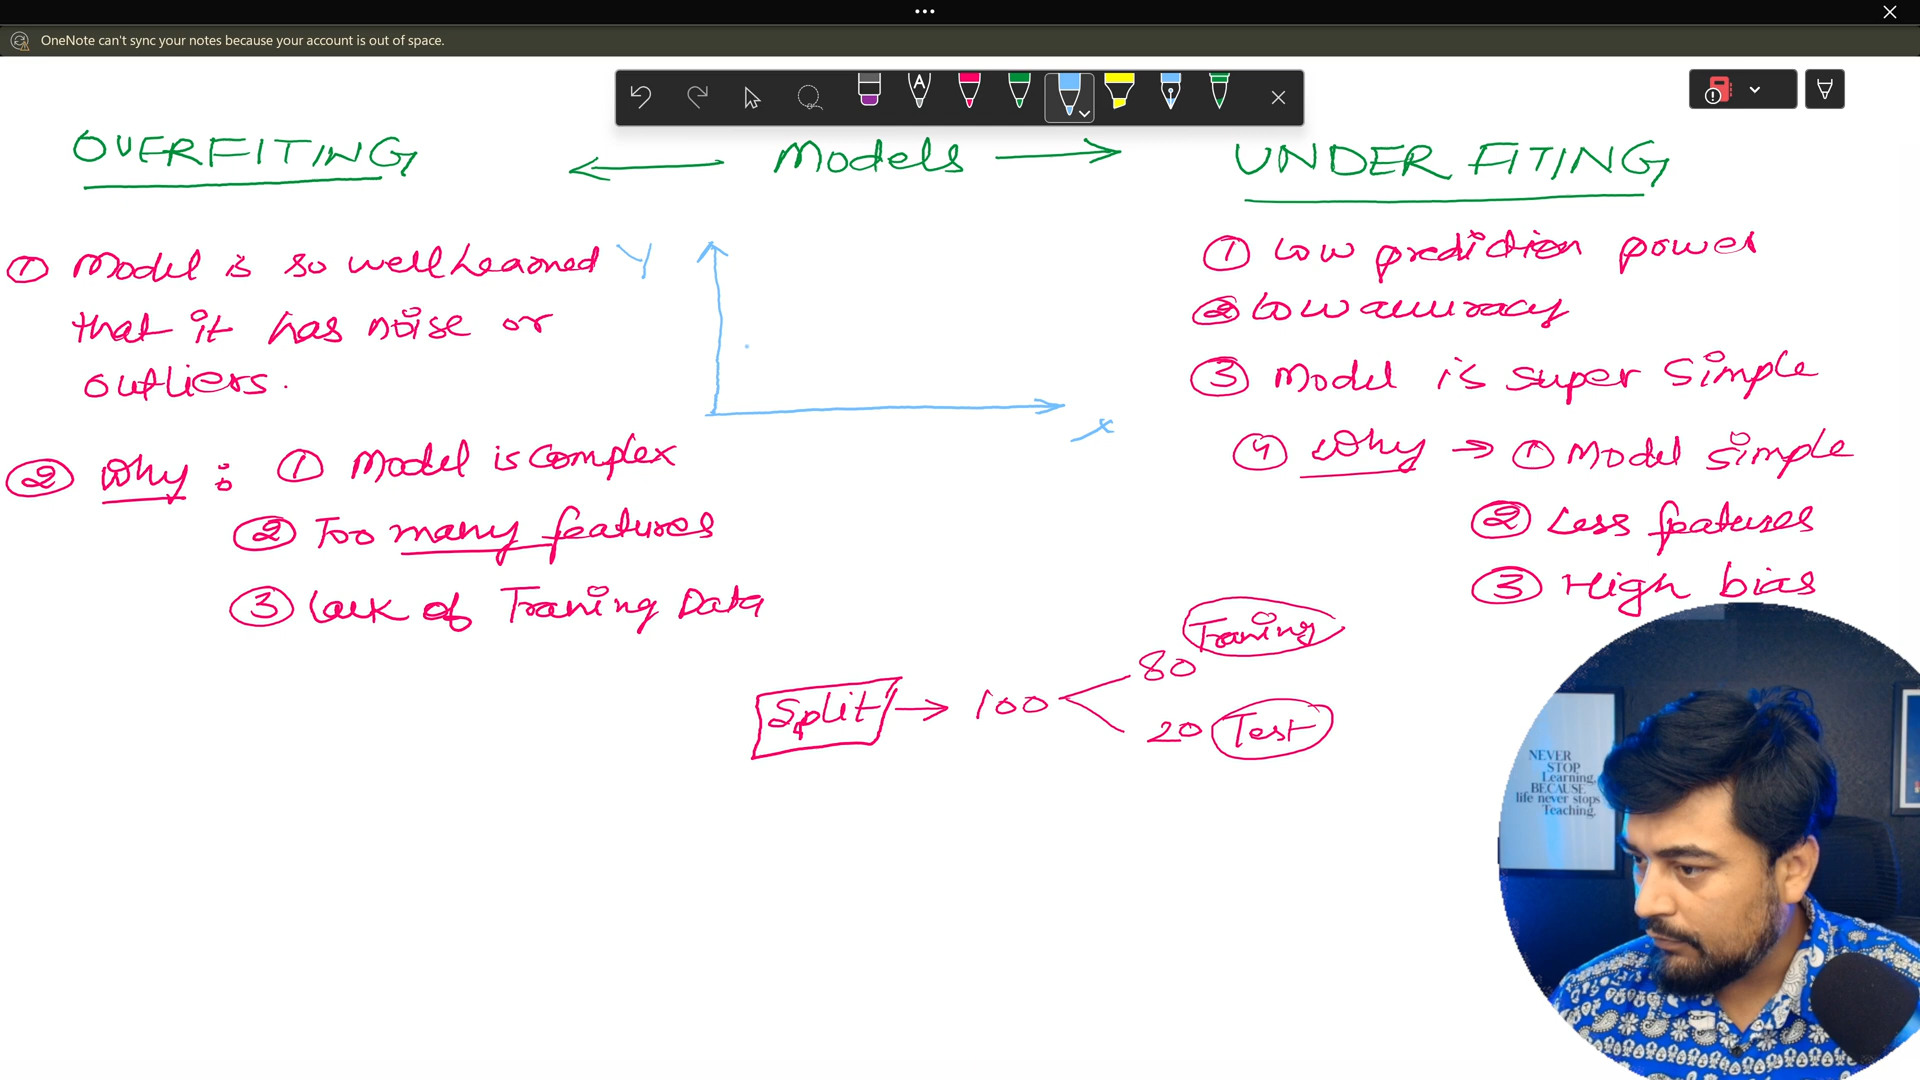 OneNote can't sync your notes because your account is out of space.
OVERFITING ← Models → UNDER FITING
① Model is so well Learned
that it has noise or
outliers.
② Why : ① Model is Complex
② Too many features
③ Lack of Traning Data
Y
X
① Low prediction power
② Low accuracy
③ Model is super Simple
④ Why → ① Model simple
② Less features
③ High bias
Split → 100
80 Traning
20 Test
NEVER
STOP
Learning,
BECAUSE
life never stops
Teaching.